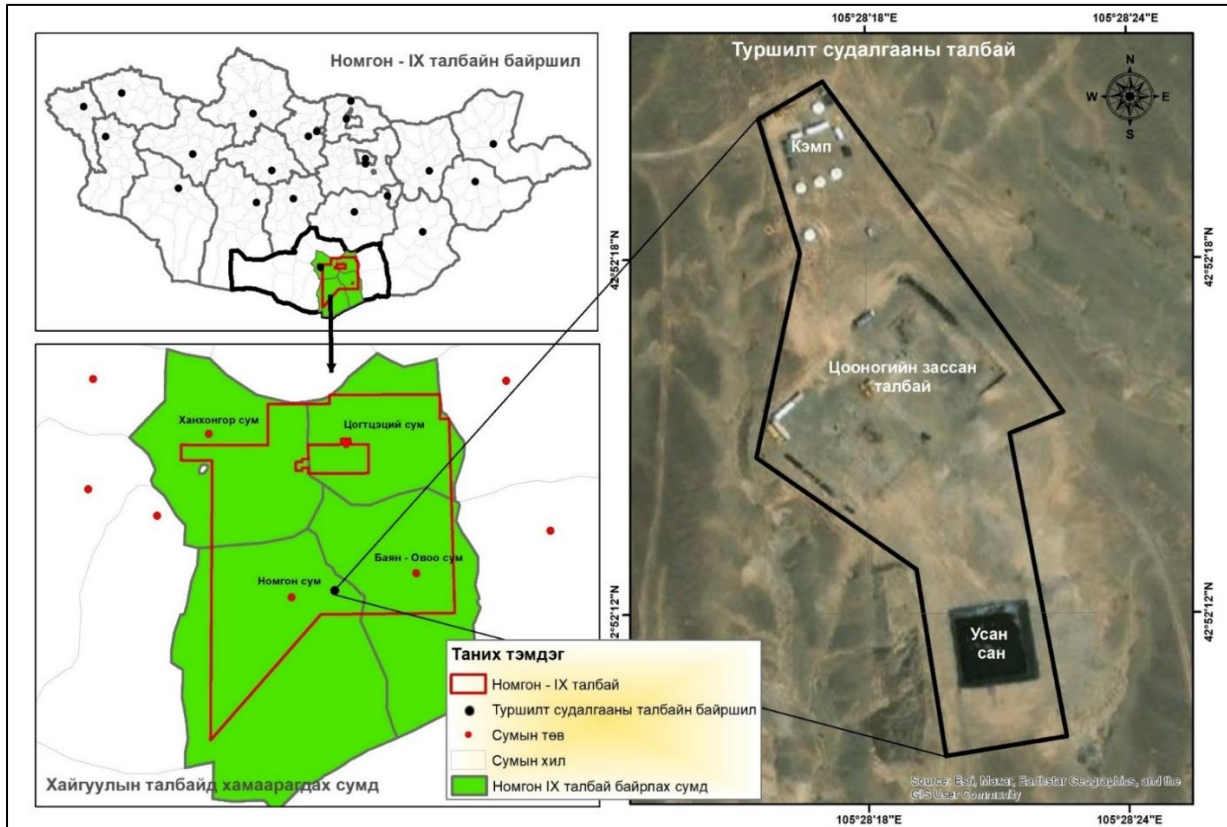 Номгон - IX талбайн байршил
Ханхонгор сум
Цогтцэций сум
Баян - Овоо сум
Номгон сум
Хайгуулын талбайд хамаарагдах сумд
Таних тэмдэг
Номгон - IX талбай
Туршилт судалгааны талбайн байршил
Сумын төв
Сумын хил
Номгон IX талбай байрлах сумд
105°28'18"E
105°28'24"E
Туршилт судалгааны талбай
N
W
E
S
Кэмп
42°52'18"N
42°52'18"N
Цооногийн зассан
талбай
42°52'12"N
42°52'12"N
Усан
сан
Source: Esri, Maxar, Earthstar Geographics, and the
GIS User Community
105°28'18"E
105°28'24"E